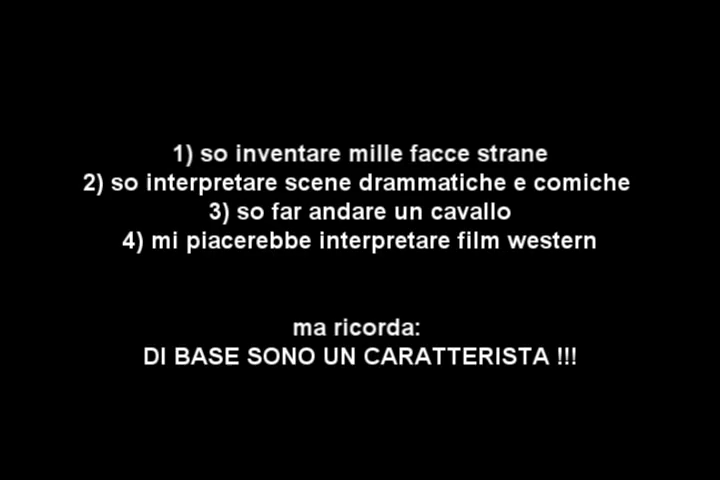 1) so inventare mille facce strane
2) so interpretare scene drammatiche e comiche
3) so far andare un cavallo
4) mi piacerebbe interpretare film western
ma ricorda:
DI BASE SONO UN CARATTERISTA !!!